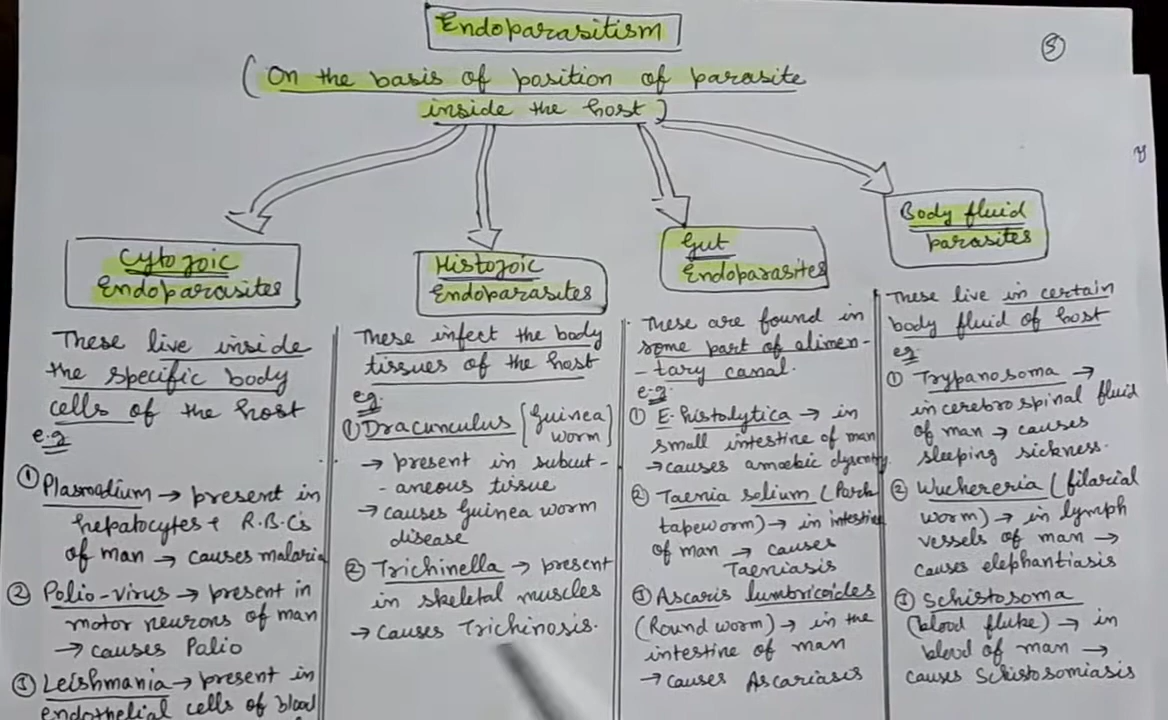 Endoparasitism
5
(On the basis of position of parasite
inside the host)
Cytozoic
Endoparasites
These live inside
the specific body
cells of the host
e.g
① Plasmodium → present in
hepatocytes + R.B.C's
of man → causes malaria
② Polio-virus → present in
motor neurons of man
→ causes Polio
③ Leishmania → present in
endothelial cells of blood
Histozoic
Endoparasites
These infect the body
tissues of the host
eg.
① Dracunculus [Guinea
worm]
→ present in subcut-
-aneous tissue
→ causes Guinea worm
disease
② Trichinella → present
in skeletal muscles
→ causes Trichinosis.
Gut
Endoparasites
These are found in
some part of alimen-
-tary canal.
e.g.
① E-histolytica → in
small intestine of man
→ causes amoebic
② Taenia solium (Pork
tapeworm) → in intestine
of man → causes
Taeniasis
③ Ascaris lumbricoides
(Round worm) → in the
intestine of man
→ causes Ascariasis
Body fluid
parasites
These live in certain
body fluid of host
eg
① Trypanosoma →
in cerebrospinal fluid
of man → causes
sleeping sickness.
② Wuchereria (filarial
worm) → in lymph
vessels of man →
causes elephantiasis
③ Schistosoma
(blood fluke) → in
blood of man →
causes Schistosomiasis